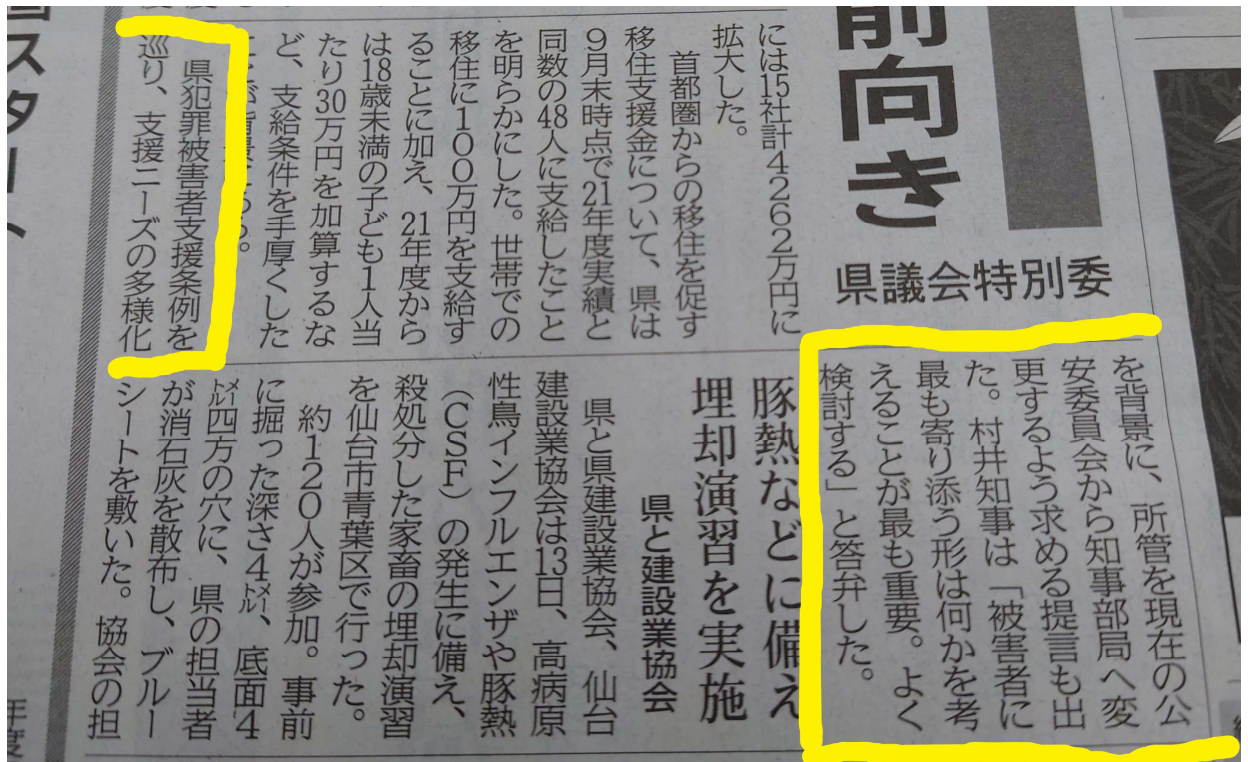 前向き
県議会特別委
には15社計4262万円に
拡大した。
首都圏からの移住を促す
移住支援金について、県は
9月末時点で21年度実績と
同数の48人に支給したこと
を明らかにした。世帯での
移住に100万円を支給す
ることに加え、21年度から
は18歳未満の子ども1人当
たり30万円を加算するな
ど、支給条件を手厚くした
ことが背景にある。
県犯罪被害者支援条例を
巡り、支援ニーズの多様化
を背景に、所管を現在の公
安委員会から知事部局へ変
更するよう求める提言も出
た。村井知事は「被害者に
最も寄り添う形は何かを考
えることが最も重要。よく
検討する」と答弁した。
豚熱などに備え
埋却演習を実施
県と建設業協会
県と県建設業協会、仙台
建設業協会は13日、高病原
性鳥インフルエンザや豚熱
(CSF)の発生に備え、
殺処分した家畜の埋却演習
を仙台市青葉区で行った。
約120人が参加。事前
に掘った深さ4メートル、底面4
メートル四方の穴に、県の担当者
が消石灰を散布し、ブルー
シートを敷いた。協会の担
スタート
年度